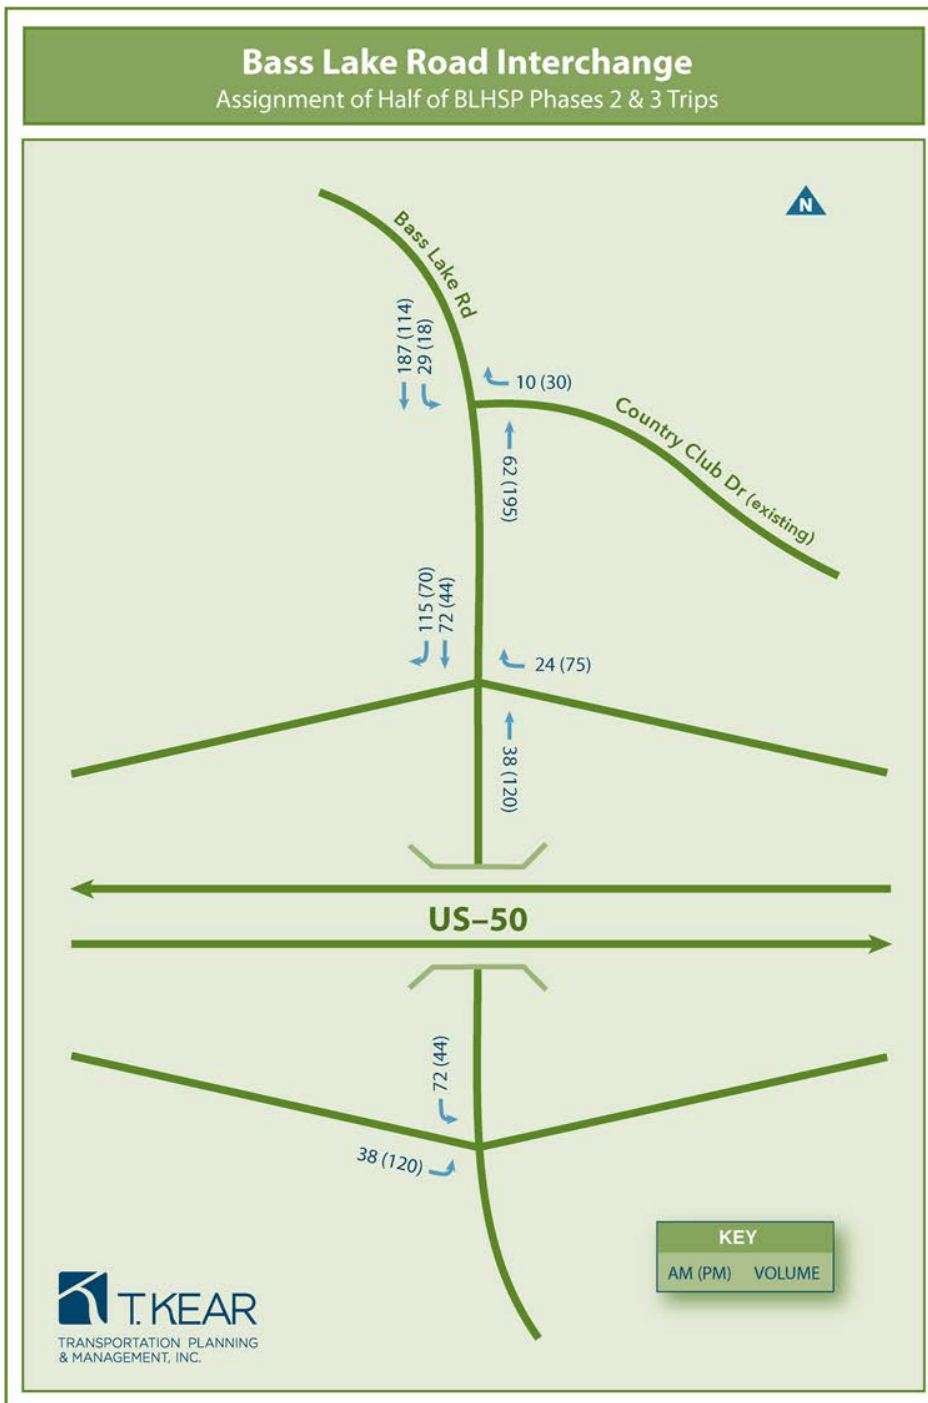 Bass Lake Road Interchange
Assignment of Half of BLHSP Phases 2 & 3 Trips
N
Bass Lake Rd
187 (114)
29 (18)
10 (30)
Country Club Dr (existing)
62 (195)
115 (70)
72 (44)
24 (75)
38 (120)
US–50
72 (44)
38 (120)
KEY
AM (PM) VOLUME
T.KEAR
TRANSPORTATION PLANNING
& MANAGEMENT, INC.